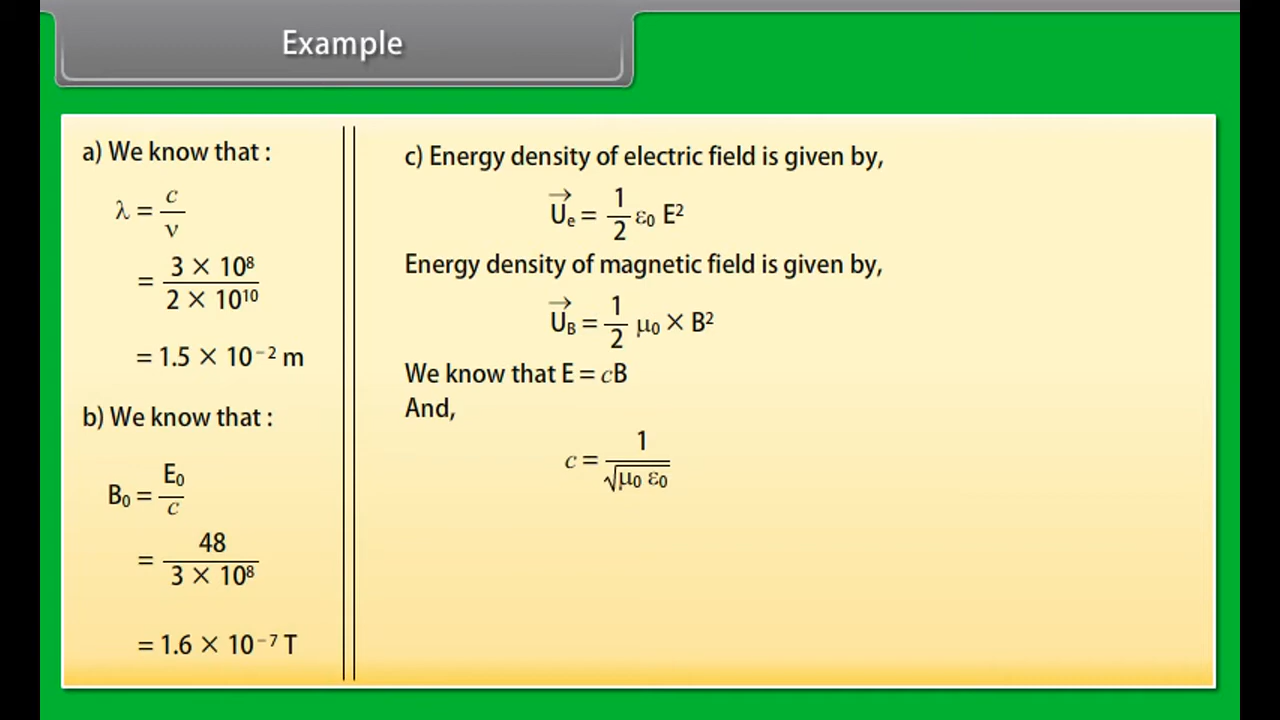 Example
a) We know that :
λ = c / ν
= 3 × 10⁸ / 2 × 10¹⁰
= 1.5 × 10⁻² m
b) We know that :
B₀ = E₀ / c
= 48 / 3 × 10⁸
= 1.6 × 10⁻⁷ T
c) Energy density of electric field is given by,
U⃗ₑ = 1/2 ε₀ E²
Energy density of magnetic field is given by,
U⃗_B = 1/2 μ₀ × B²
We know that E = cB
And,
c = 1 / √μ₀ ε₀